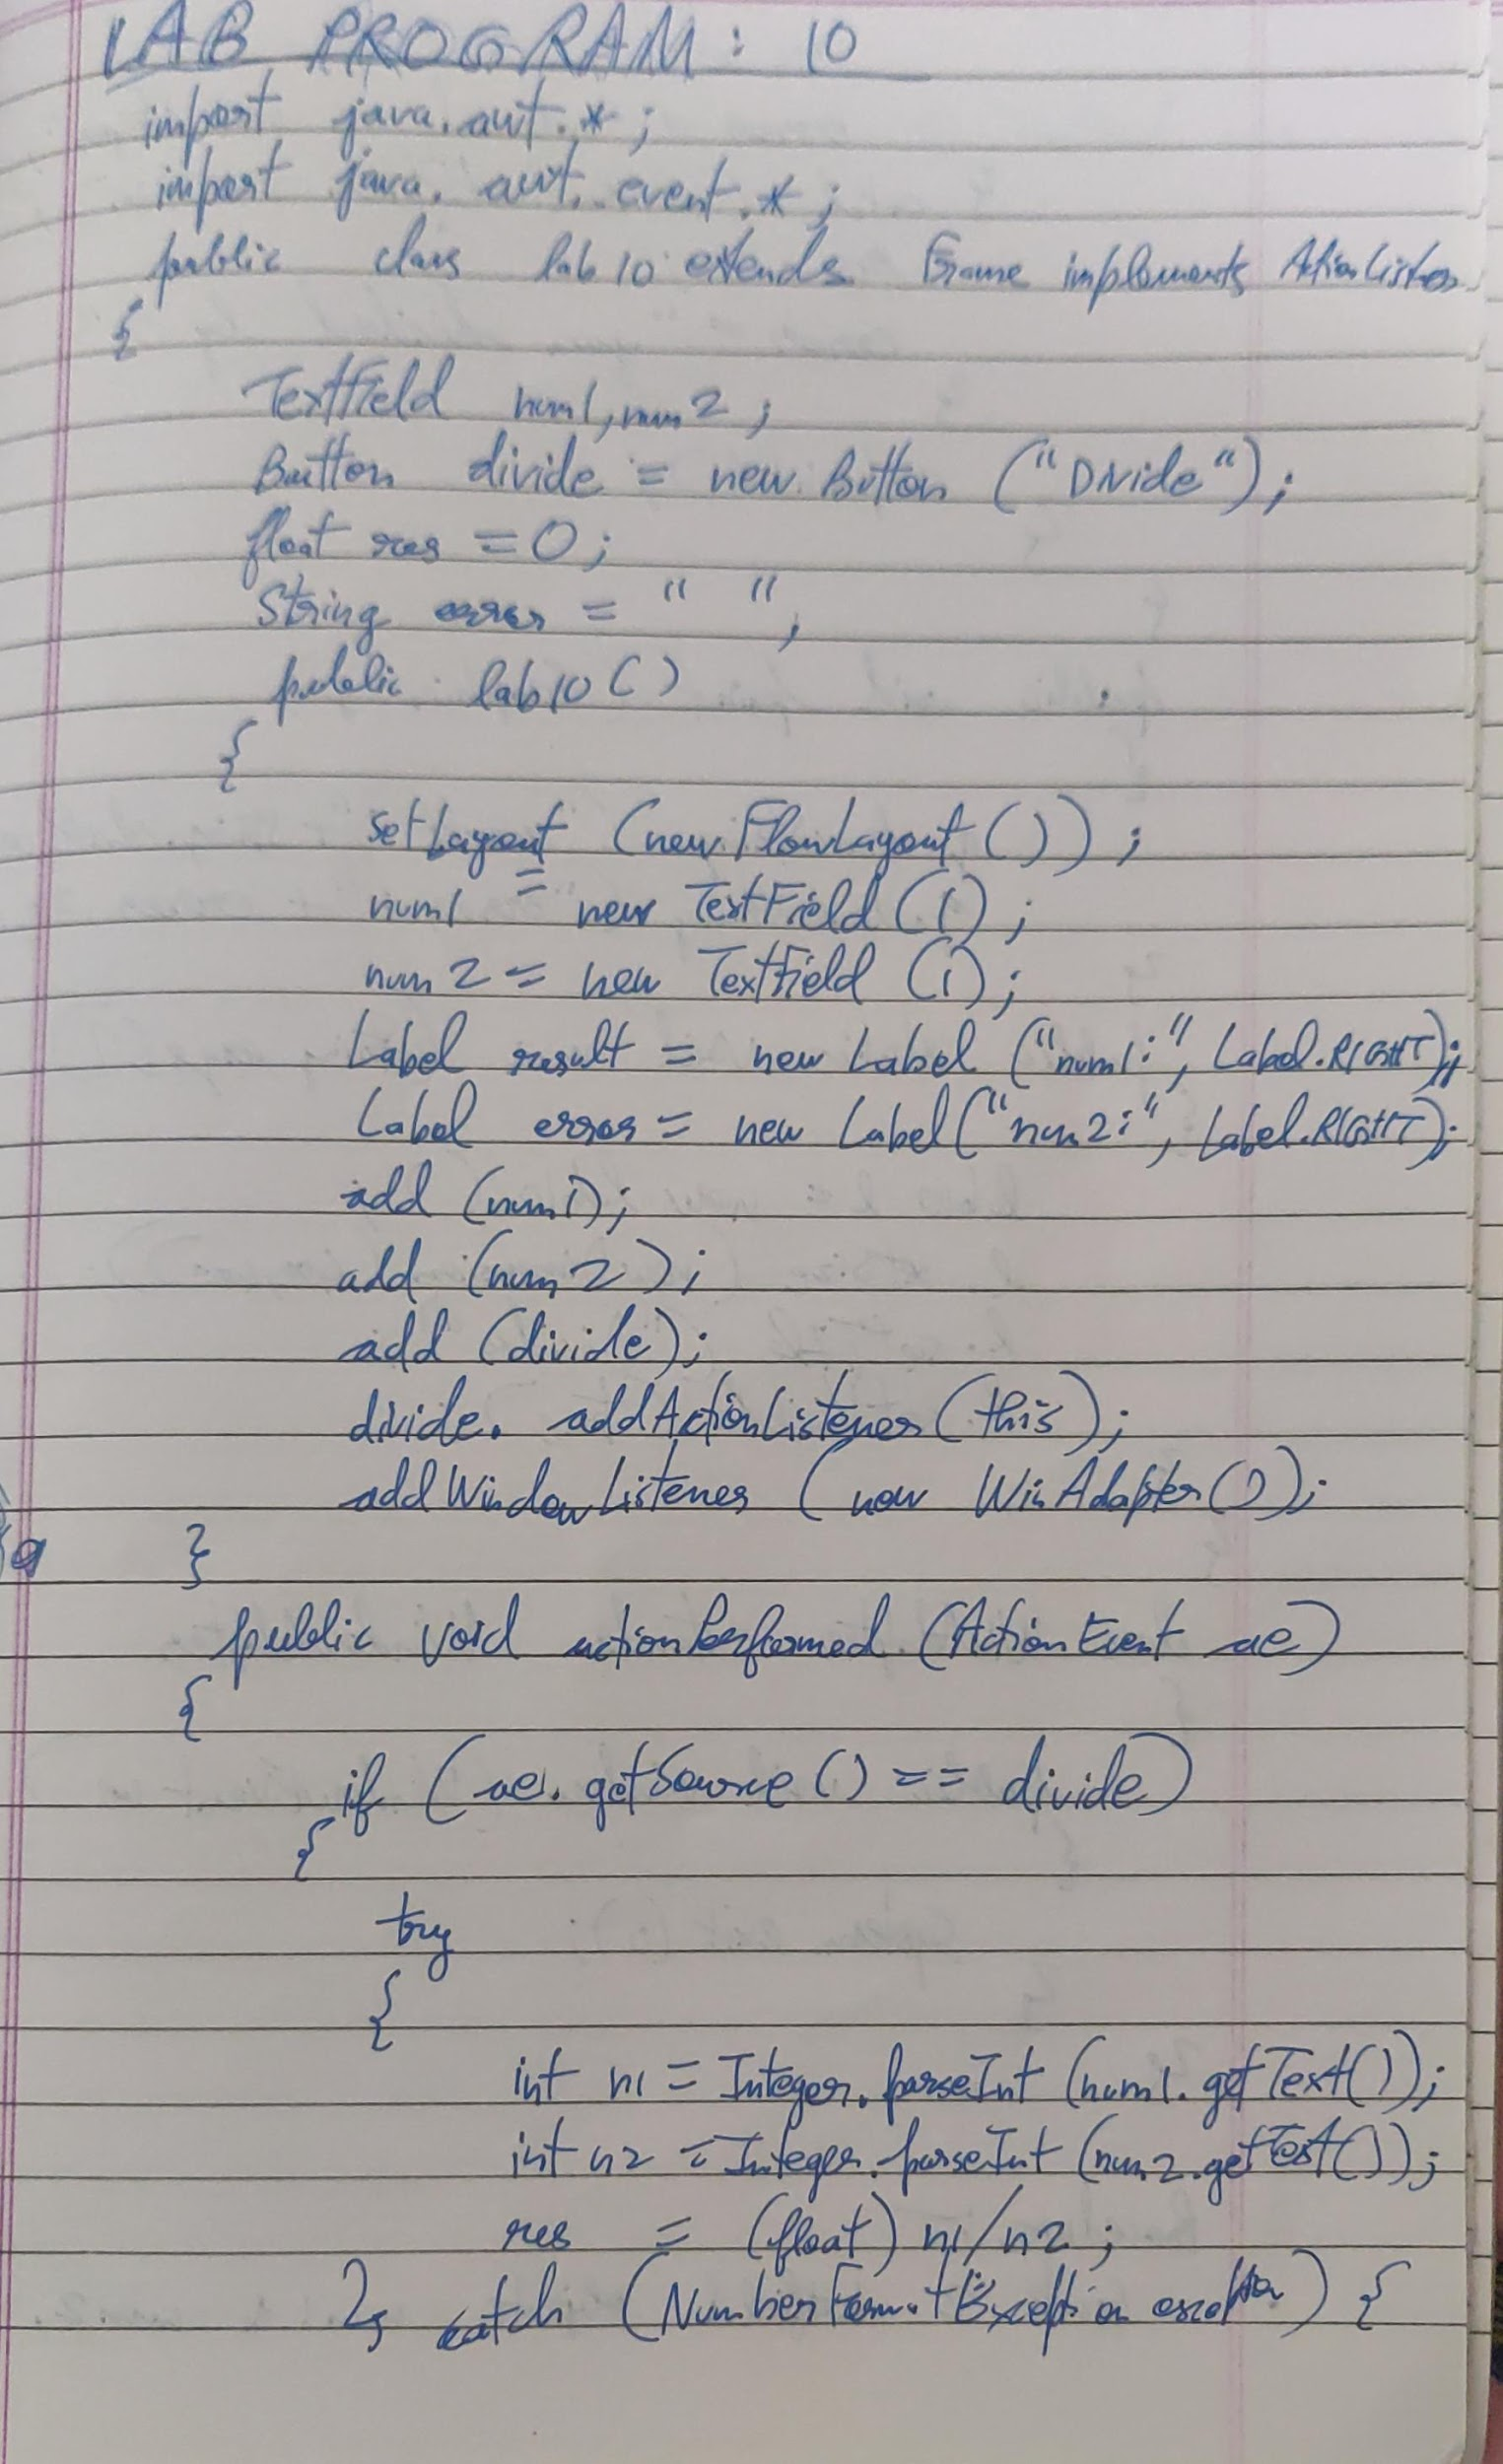 LAB PROGRAM: 10
import java.awt.*;
import java.awt.event.*;
public class lab10 extends Frame implements ActionListen
{
TextField num1, num2;
Button divide = new Button ("Divide");
float res = 0;
String error = " ";
public lab10()
{
setLayout (new FlowLayout());
num1 = new TextField (1);
num2 = new TextField (1);
Label result = new Label ("num1:", Label.RIGHT);
Label error = new Label ("num2:", Label.RIGHT);
add (num1);
add (num2);
add (divide);
divide.addActionListener(this);
addWindowListener (new WinAdapter());
}
public void actionPerformed (ActionEvent ae)
{
if (ae.getSource() == divide)
{
try
{
int n1 = Integer.parseInt (num1.getText());
int n2 = Integer.parseInt (num2.getText());
res = (float) n1/n2;
} catch (NumberFormatException exception) {